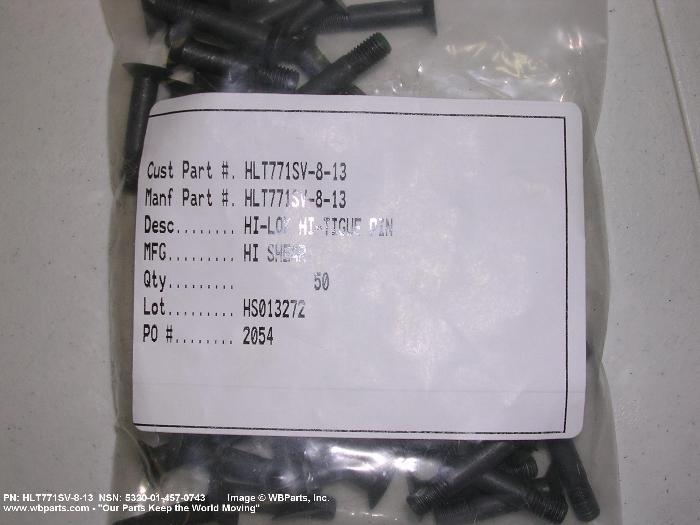 Cust Part #. HLT771SV-8-13
Manf Part #. HLT771SV-8-13
Desc........ HI-LOK HI-TIGUE PIN
MFG......... HI SHEAR
Qty......... 50
Lot......... HS013272
PO #........ 2054
PN: HLT771SV-8-13 NSN: 5320-01-457-0743 Image © WBParts, Inc.
www.wbparts.com - "Our Parts Keep the World Moving"